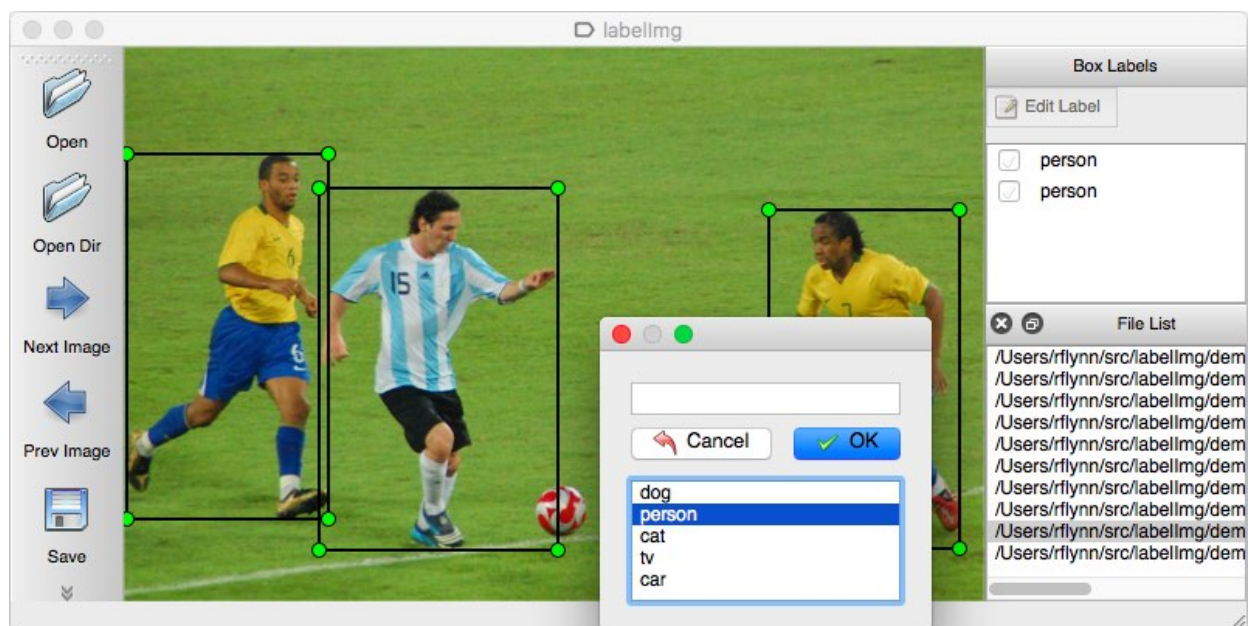 labelImg
Open
Open Dir
Next Image
Prev Image
Save
6
6
15
7
Cancel
OK
dog
person
cat
tv
car
Box Labels
Edit Label
person
person
File List
/Users/rflynn/src/labelImg/dem
/Users/rflynn/src/labelImg/dem
/Users/rflynn/src/labelImg/dem
/Users/rflynn/src/labelImg/dem
/Users/rflynn/src/labelImg/dem
/Users/rflynn/src/labelImg/dem
/Users/rflynn/src/labelImg/dem
/Users/rflynn/src/labelImg/dem
/Users/rflynn/src/labelImg/dem
/Users/rflynn/src/labelImg/dem